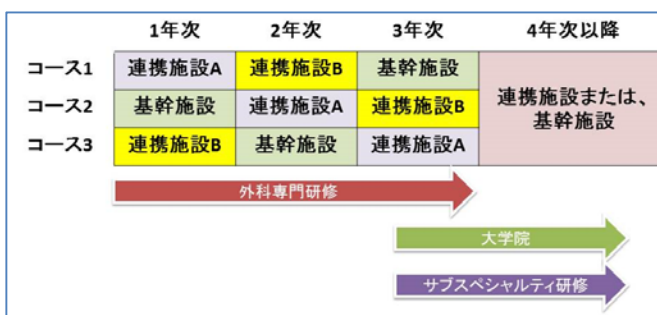 1年次 2年次 3年次 4年次以降
コース1 連携施設A 連携施設B 基幹施設
コース2 基幹施設 連携施設A 連携施設B
コース3 連携施設B 基幹施設 連携施設A
連携施設または、
基幹施設
外科専門研修
大学院
サブスペシャルティ研修